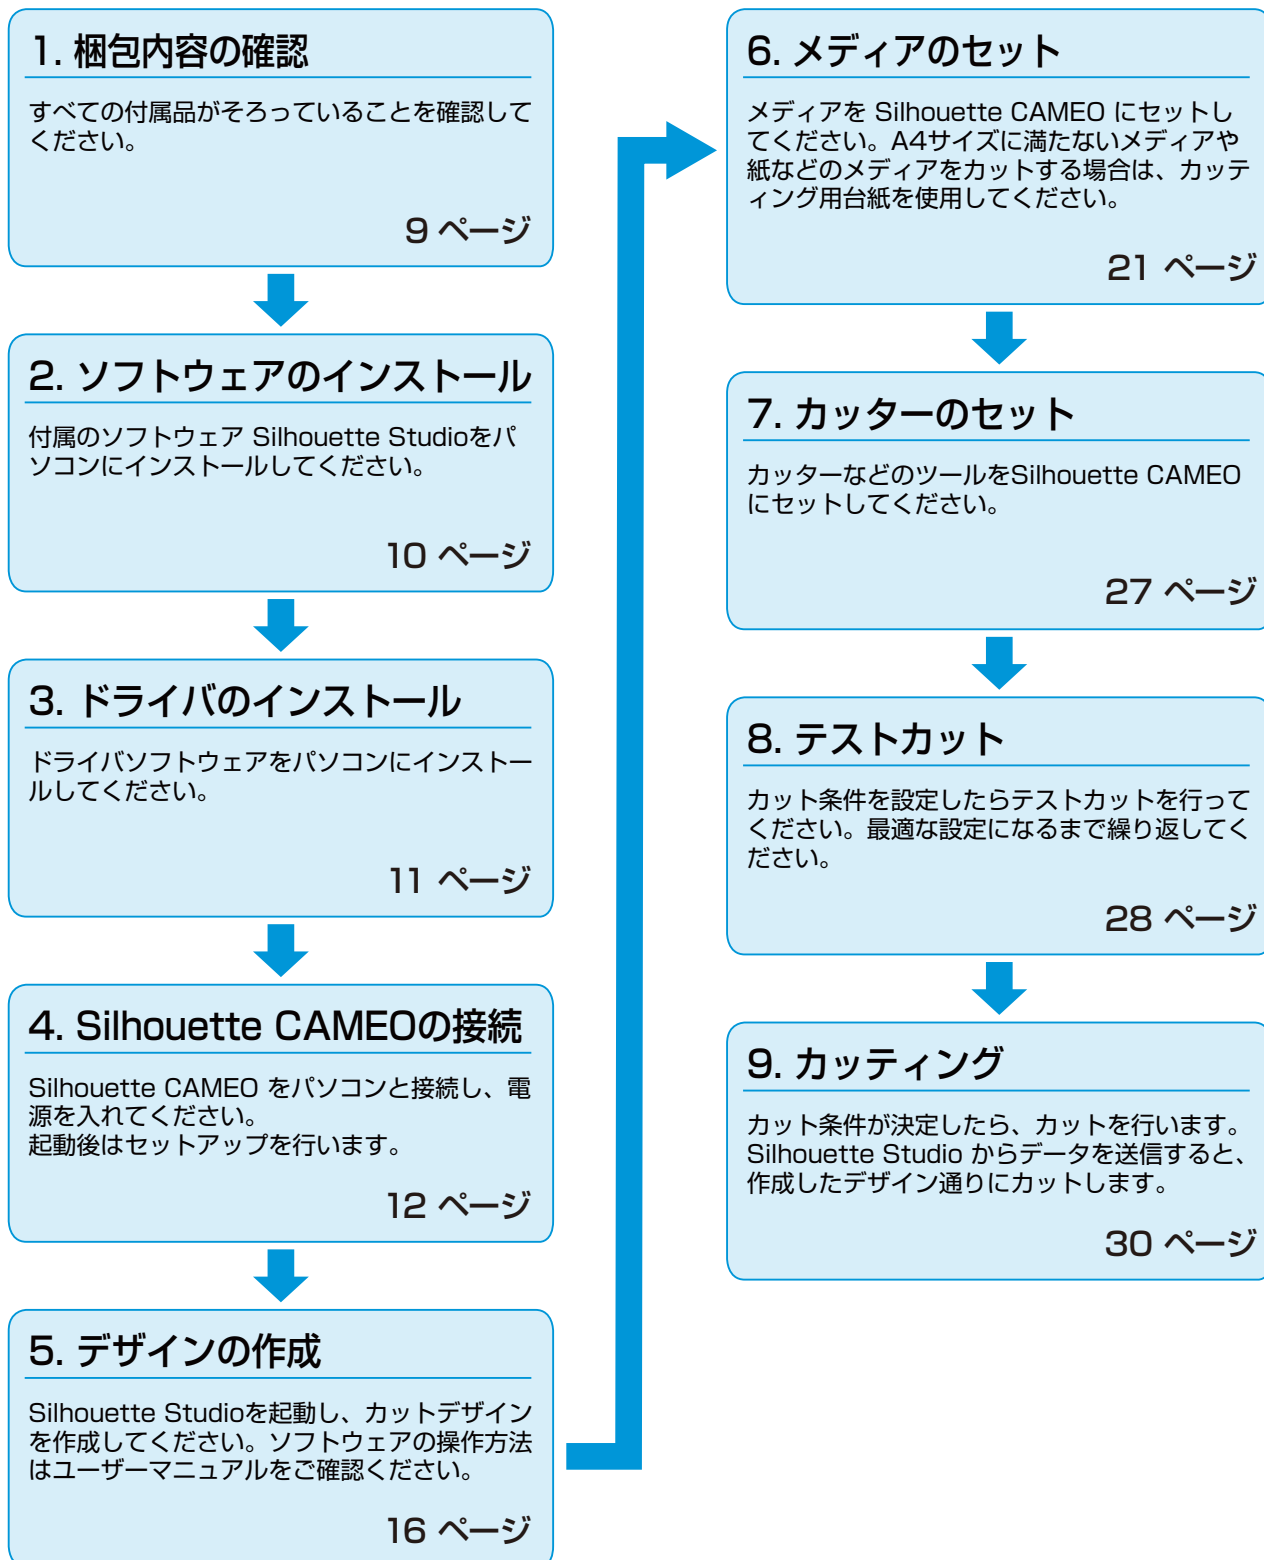 1. 梱包内容の確認
すべての付属品がそろっていることを確認して
ください。
9 ページ
2. ソフトウェアのインストール
付属のソフトウェア Silhouette Studioをパ
ソコンにインストールしてください。
10 ページ
3. ドライバのインストール
ドライバソフトウェアをパソコンにインストー
ルしてください。
11 ページ
4. Silhouette CAMEOの接続
Silhouette CAMEO をパソコンと接続し、電
源を入れてください。
起動後はセットアップを行います。
12 ページ
5. デザインの作成
Silhouette Studioを起動し、カットデザイン
を作成してください。ソフトウェアの操作方法
はユーザーマニュアルをご確認ください。
16 ページ
6. メディアのセット
メディアを Silhouette CAMEO にセットし
てください。A4サイズに満たないメディアや
紙などのメディアをカットする場合は、カッテ
ィング用台紙を使用してください。
21 ページ
7. カッターのセット
カッターなどのツールをSilhouette CAMEO
にセットしてください。
27 ページ
8. テストカット
カット条件を設定したらテストカットを行って
ください。最適な設定になるまで繰り返してく
ださい。
28 ページ
9. カッティング
カット条件が決定したら、カットを行います。
Silhouette Studio からデータを送信すると、
作成したデザイン通りにカットします。
30 ページ